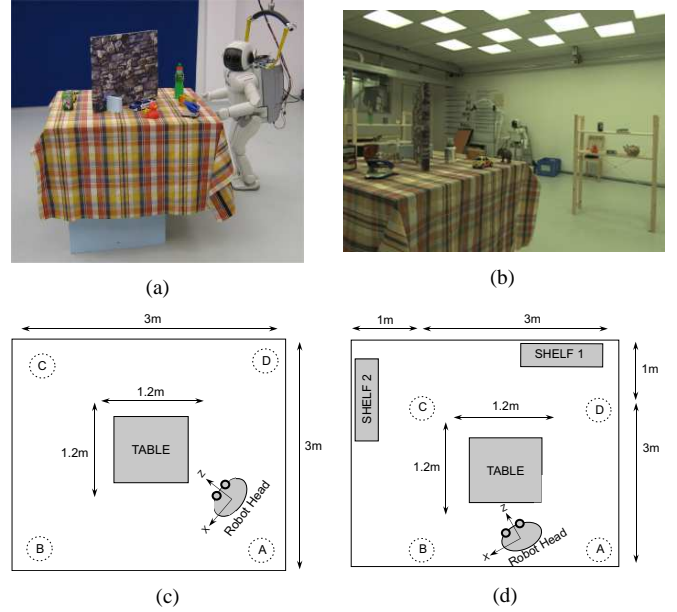 (a)
(b)
3m
C
D
1.2m
1.2m
TABLE
3m
z
x
Robot Head
B
A
(c)
1m
3m
SHELF 1
SHELF 2
1m
C
D
1.2m
1.2m
TABLE
3m
z
x
Robot Head
B
A
(d)